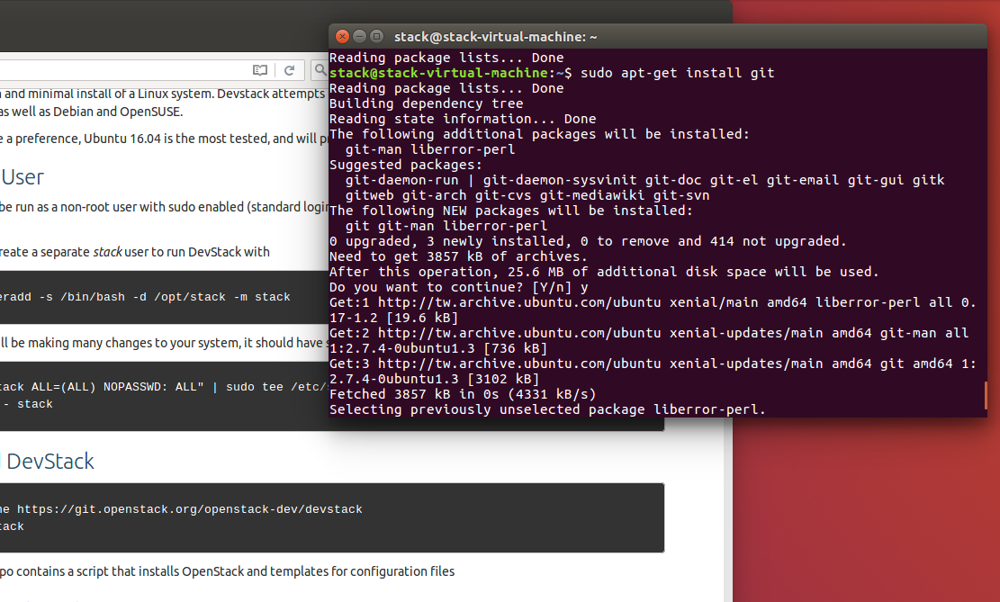 stack@stack-virtual-machine: ~
Reading package lists... Done
stack@stack-virtual-machine:~$ sudo apt-get install git
Reading package lists... Done
Building dependency tree
Reading state information... Done
The following additional packages will be installed:
git-man liberror-perl
Suggested packages:
git-daemon-run | git-daemon-sysvinit git-doc git-el git-email git-gui gitk
gitweb git-arch git-cvs git-mediawiki git-svn
The following NEW packages will be installed:
git git-man liberror-perl
0 upgraded, 3 newly installed, 0 to remove and 414 not upgraded.
Need to get 3857 kB of archives.
After this operation, 25.6 MB of additional disk space will be used.
Do you want to continue? [Y/n] y
Get:1 http://tw.archive.ubuntu.com/ubuntu xenial/main amd64 liberror-perl all 0.
17-1.2 [19.6 kB]
Get:2 http://tw.archive.ubuntu.com/ubuntu xenial-updates/main amd64 git-man all
1:2.7.4-0ubuntu1.3 [736 kB]
Get:3 http://tw.archive.ubuntu.com/ubuntu xenial-updates/main amd64 git amd64 1:
2.7.4-0ubuntu1.3 [3102 kB]
Fetched 3857 kB in 0s (4331 kB/s)
Selecting previously unselected package liberror-perl.
and minimal install of a Linux system. Devstack attempts
as well as Debian and OpenSUSE.
e a preference, Ubuntu 16.04 is the most tested, and will
User
be run as a non-root user with sudo enabled (standard login
reate a separate stack user to run DevStack with
eradd -s /bin/bash -d /opt/stack -m stack
ll be making many changes to your system, it should have
tack ALL=(ALL) NOPASSWD: ALL" | sudo tee /etc/
- stack
DevStack
ne https://git.openstack.org/openstack-dev/devstack
tack
po contains a script that installs OpenStack and templates for configuration files